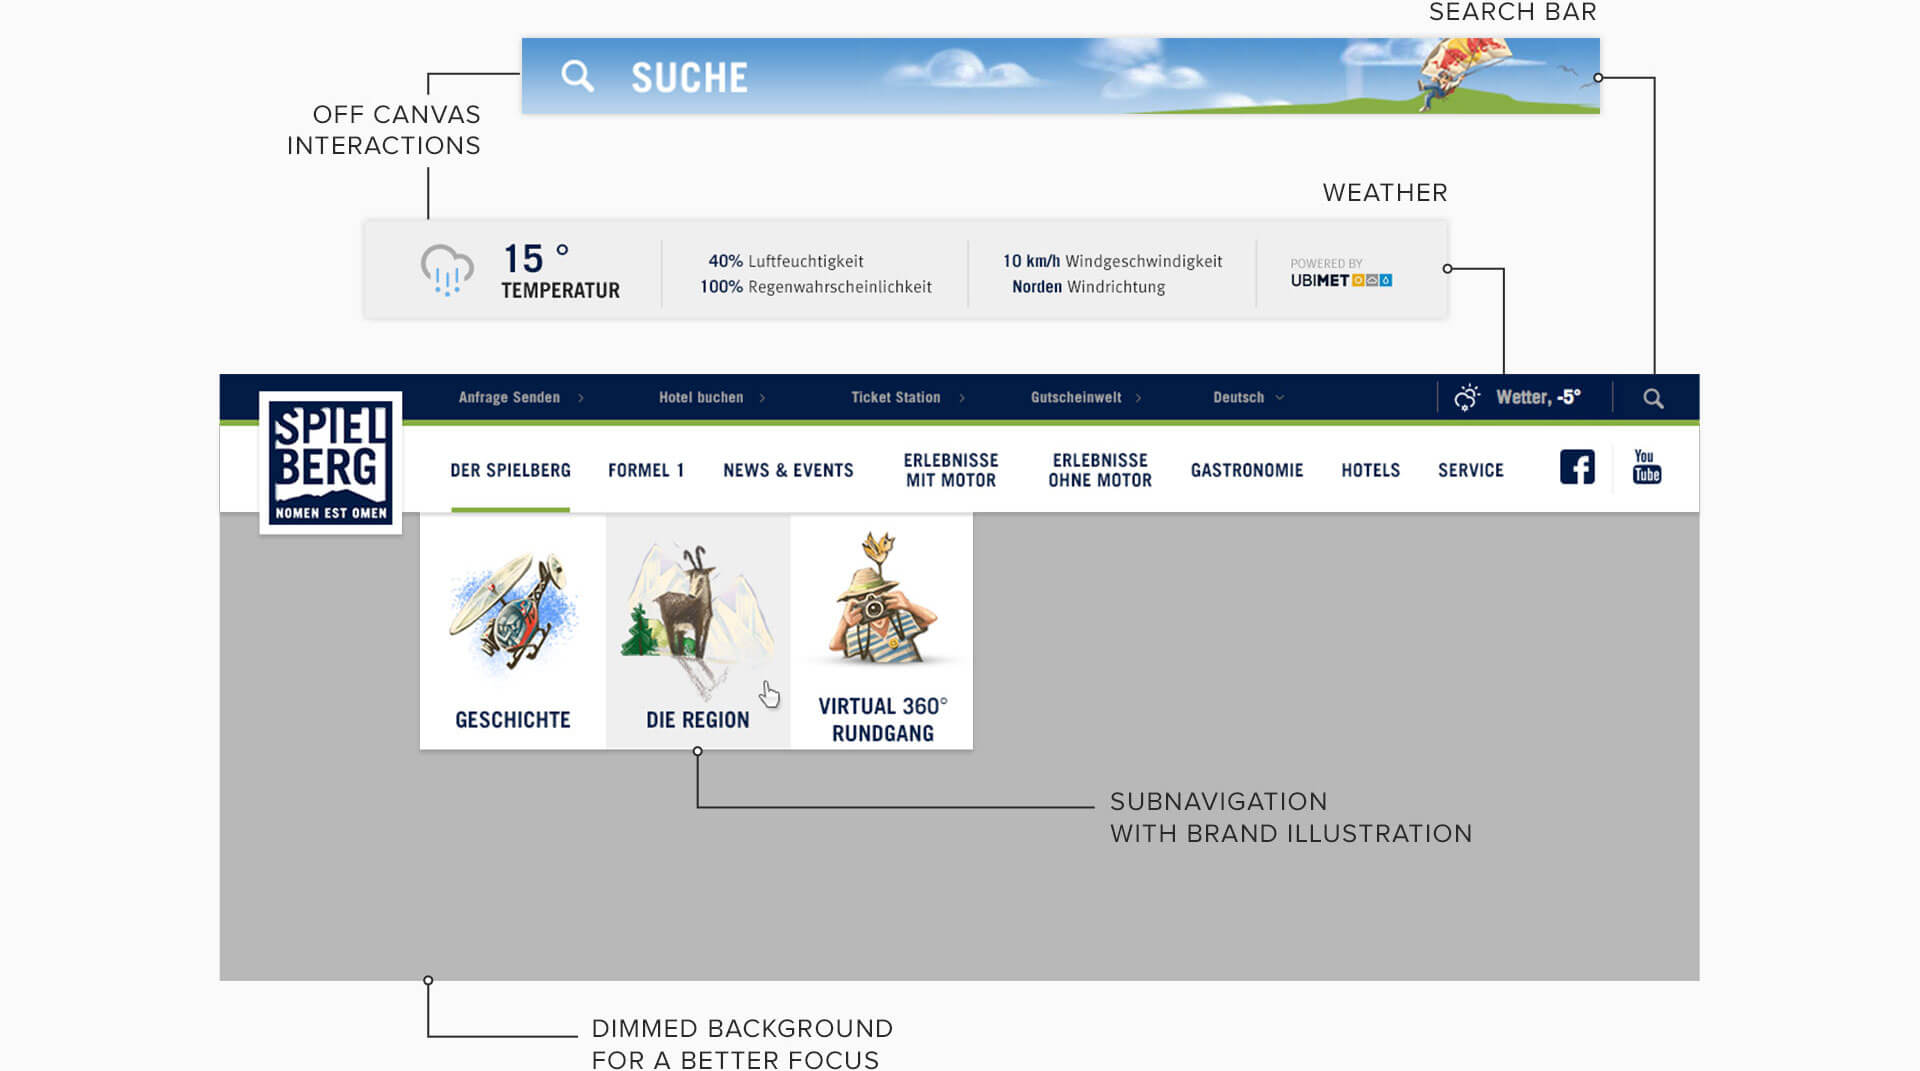 SEARCH BAR
SUCHE
OFF CANVAS
INTERACTIONS
WEATHER
15 °
TEMPERATUR
40% Luftfeuchtigkeit
100% Regenwahrscheinlichkeit
10 km/h Windgeschwindigkeit
Norden Windrichtung
POWERED BY
UBIMET
Anfrage Senden
Hotel buchen
Ticket Station
Gutscheinwelt
Deutsch
Wetter, -5°
SPIEL
BERG
NOMEN EST OMEN
DER SPIELBERG
FORMEL 1
NEWS & EVENTS
ERLEBNISSE
MIT MOTOR
ERLEBNISSE
OHNE MOTOR
GASTRONOMIE
HOTELS
SERVICE
You
Tube
GESCHICHTE
DIE REGION
VIRTUAL 360°
RUNDGANG
SUBNAVIGATION
WITH BRAND ILLUSTRATION
DIMMED BACKGROUND
FOR A BETTER FOCUS